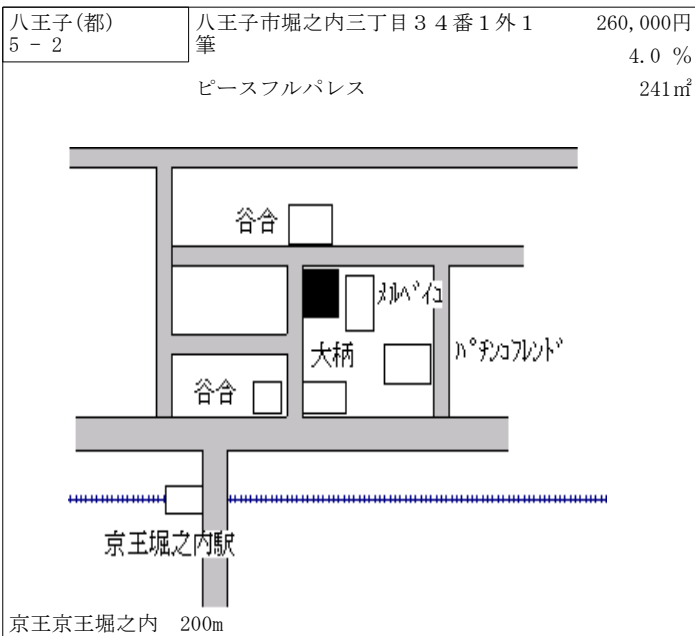 八王子(都)
5 - 2
八王子市堀之内三丁目３４番１外１
筆
260,000円
4.0 %
ピースフルパレス
241㎡
谷合
ﾒﾙﾍﾞｲﾕ
大柄
ﾊﾟﾁﾝｺﾌﾚﾝﾄﾞ
谷合
京王堀之内駅
京王京王堀之内　200m